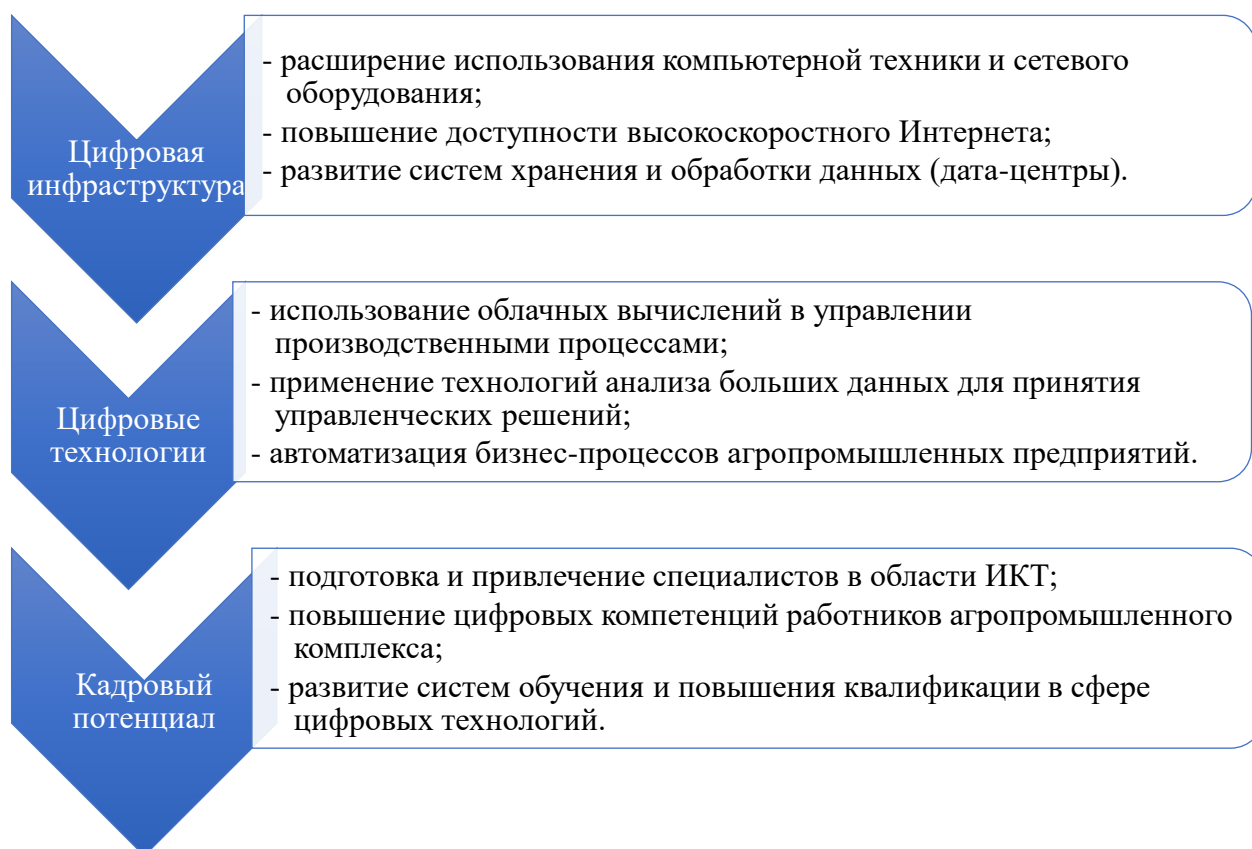 Цифровая
инфраструктура
- расширение использования компьютерной техники и сетевого
оборудования;
- повышение доступности высокоскоростного Интернета;
- развитие систем хранения и обработки данных (дата-центры).
Цифровые
технологии
- использование облачных вычислений в управлении
производственными процессами;
- применение технологий анализа больших данных для принятия
управленческих решений;
- автоматизация бизнес-процессов агропромышленных предприятий.
Кадровый
потенциал
- подготовка и привлечение специалистов в области ИКТ;
- повышение цифровых компетенций работников агропромышленного
комплекса;
- развитие систем обучения и повышения квалификации в сфере
цифровых технологий.